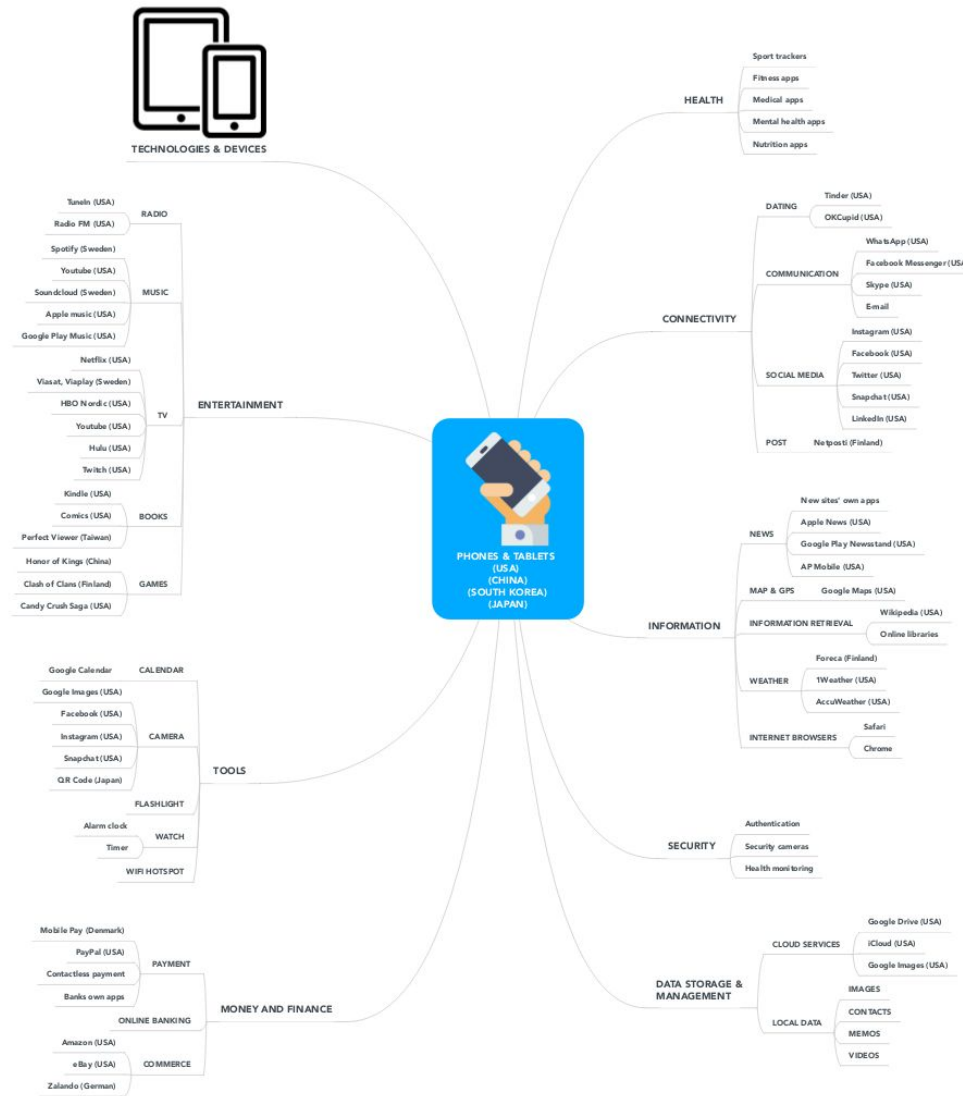 TECHNOLOGIES & DEVICES
TuneIn (USA)
Radio FM (USA)
RADIO
Spotify (Sweden)
Youtube (USA)
Soundcloud (Sweden)
Apple music (USA)
Google Play Music (USA)
MUSIC
Netflix (USA)
Viasat, Viaplay (Sweden)
HBO Nordic (USA)
Youtube (USA)
Hulu (USA)
Twitch (USA)
TV
Kindle (USA)
Comics (USA)
Perfect Viewer (Taiwan)
BOOKS
Honor of Kings (China)
Clash of Clans (Finland)
Candy Crush Saga (USA)
GAMES
ENTERTAINMENT
Google Calendar
CALENDAR
Google Images (USA)
Facebook (USA)
Instagram (USA)
Snapchat (USA)
QR Code (Japan)
CAMERA
FLASHLIGHT
Alarm clock
Timer
WATCH
WIFI HOTSPOT
TOOLS
Mobile Pay (Denmark)
PayPal (USA)
Contactless payment
Banks own apps
PAYMENT
ONLINE BANKING
Amazon (USA)
eBay (USA)
Zalando (German)
COMMERCE
MONEY AND FINANCE
PHONES & TABLETS
(USA)
(CHINA)
(SOUTH KOREA)
(JAPAN)
HEALTH
Sport trackers
Fitness apps
Medical apps
Mental health apps
Nutrition apps
CONNECTIVITY
DATING
Tinder (USA)
OKCupid (USA)
COMMUNICATION
WhatsApp (USA)
Facebook Messenger (USA
Skype (USA)
E-mail
SOCIAL MEDIA
Instagram (USA)
Facebook (USA)
Twitter (USA)
Snapchat (USA)
LinkedIn (USA)
POST
Netposti (Finland)
INFORMATION
NEWS
New sites' own apps
Apple News (USA)
Google Play Newsstand (USA)
AP Mobile (USA)
MAP & GPS
Google Maps (USA)
INFORMATION RETRIEVAL
Wikipedia (USA)
Online libraries
WEATHER
Foreca (Finland)
1Weather (USA)
AccuWeather (USA)
INTERNET BROWSERS
Safari
Chrome
SECURITY
Authentication
Security cameras
Health monitoring
DATA STORAGE &
MANAGEMENT
CLOUD SERVICES
Google Drive (USA)
iCloud (USA)
Google Images (USA)
LOCAL DATA
IMAGES
CONTACTS
MEMOS
VIDEOS